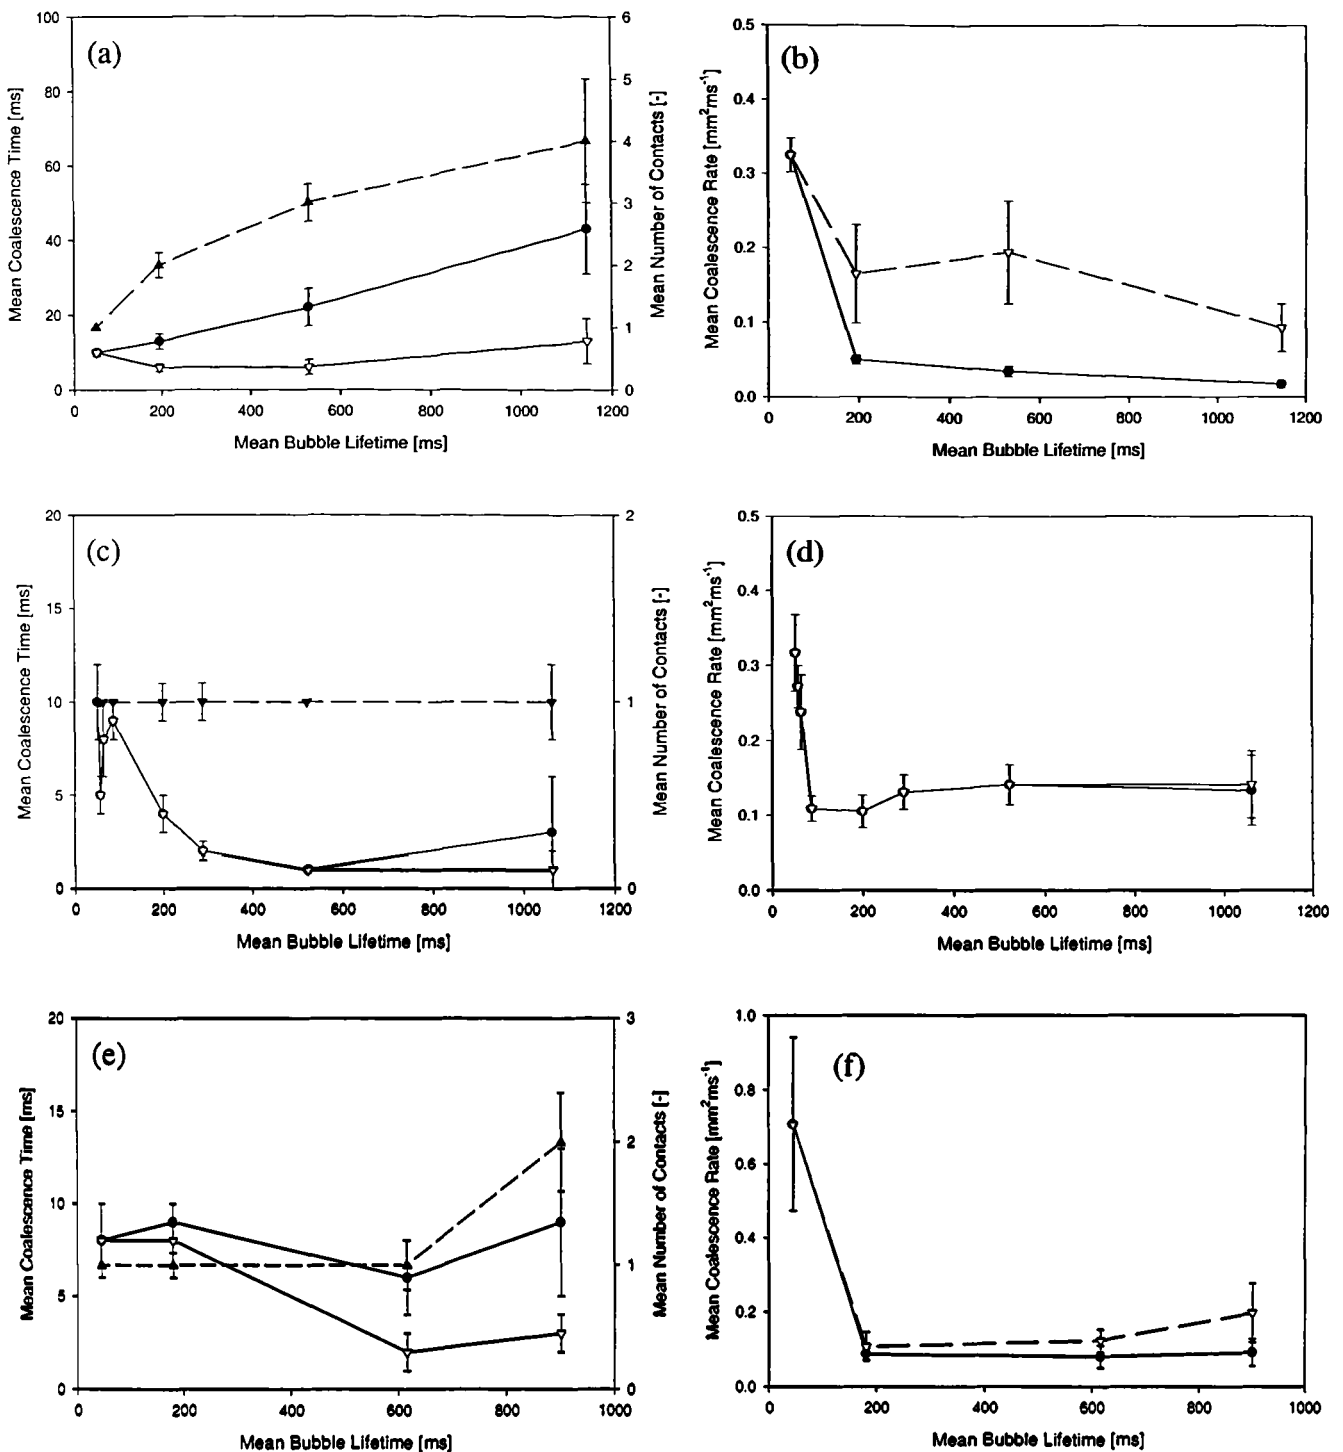 (a)
Mean Coalescence Time [ms]
100
80
60
40
20
0
6
5
4
3
2
1
0
Mean Number of Contacts [-]
0 200 400 600 800 1000 1200
Mean Bubble Lifetime [ms]
(b)
Mean Coalescence Rate [mm²ms⁻¹]
0.5
0.4
0.3
0.2
0.1
0.0
0 200 400 600 800 1000 1200
Mean Bubble Lifetime [ms]
(c)
Mean Coalescence Time [ms]
20
15
10
5
0
2
1
0
Mean Number of Contacts [-]
0 200 400 600 800 1000 1200
Mean Bubble Lifetime [ms]
(d)
Mean Coalescence Rate [mm²ms⁻¹]
0.5
0.4
0.3
0.2
0.1
0.0
0 200 400 600 800 1000 1200
Mean Bubble Lifetime [ms]
(e)
Mean Coalescence Time [ms]
20
15
10
5
0
3
2
1
0
Mean Number of Contacts [-]
0 200 400 600 800 1000
Mean Bubble Lifetime [ms]
(f)
Mean Coalescence Rate [mm²ms⁻¹]
1.0
0.8
0.6
0.4
0.2
0.0
0 200 400 600 800 1000
Mean Bubble Lifetime [ms]